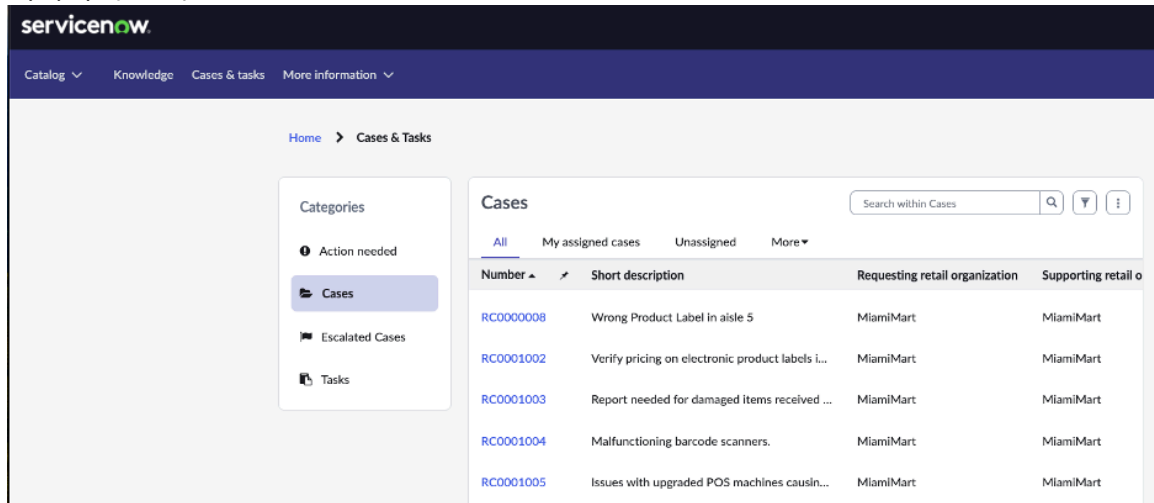 servicenow.
Catalog Knowledge Cases & tasks More information
Home > Cases & Tasks
Categories
Action needed
Cases
Escalated Cases
Tasks
Cases
Search within Cases
All My assigned cases Unassigned More
Number Short description Requesting retail organization Supporting retail o
RC0000008 Wrong Product Label in aisle 5 MiamiMart MiamiMart
RC0001002 Verify pricing on electronic product labels i... MiamiMart MiamiMart
RC0001003 Report needed for damaged items received ... MiamiMart MiamiMart
RC0001004 Malfunctioning barcode scanners. MiamiMart MiamiMart
RC0001005 Issues with upgraded POS machines causin... MiamiMart MiamiMart